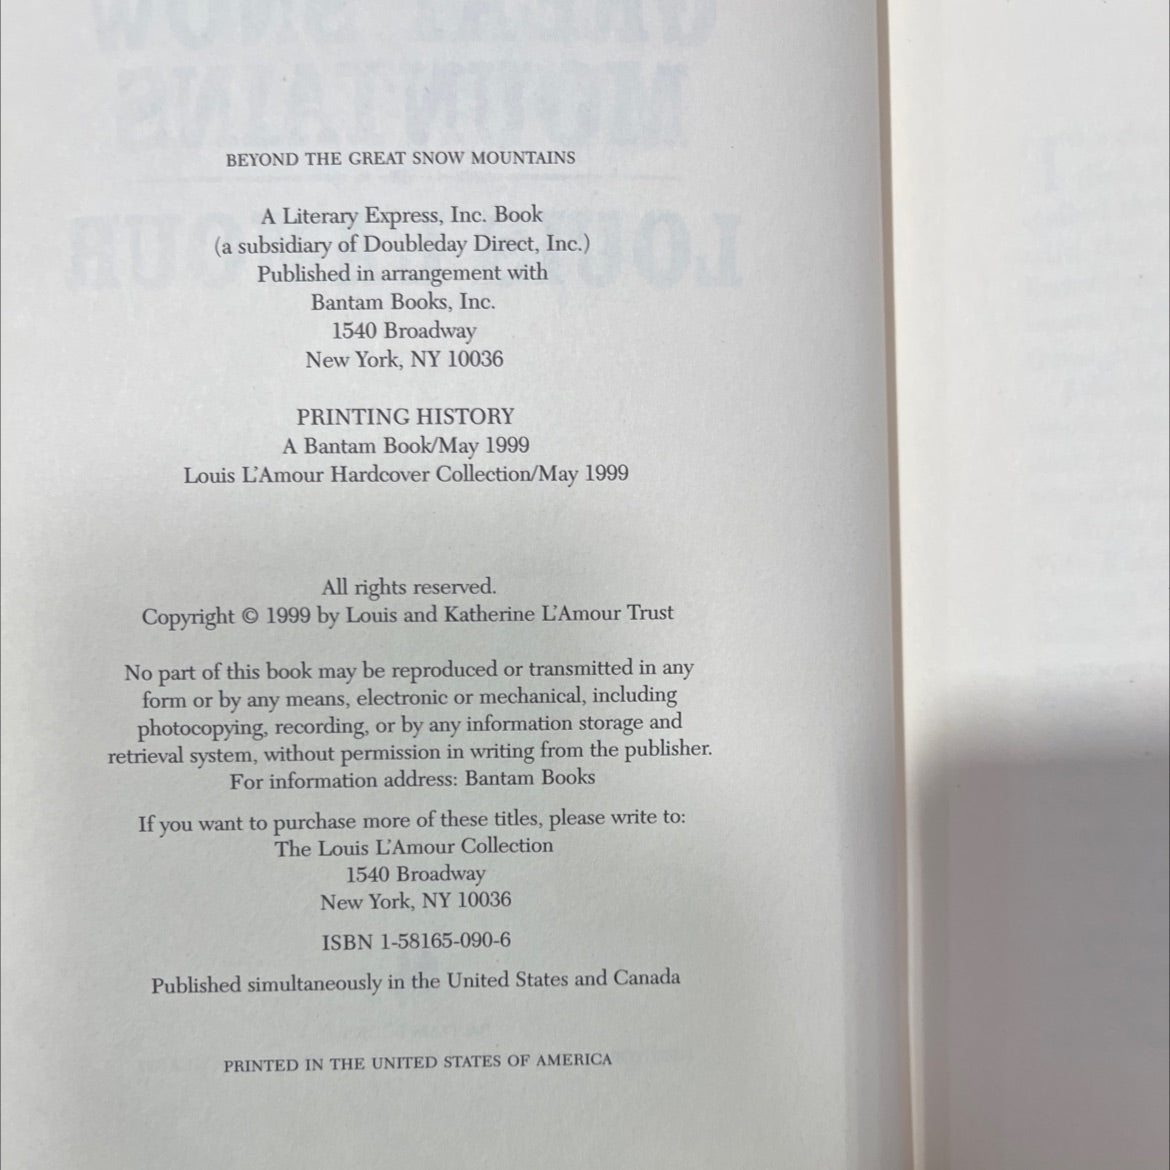 BEYOND THE GREAT SNOW MOUNTAINS
A Literary Express, Inc. Book
(a subsidiary of Doubleday Direct, Inc.)
Published in arrangement with
Bantam Books, Inc.
1540 Broadway
New York, NY 10036
PRINTING HISTORY
A Bantam Book/May 1999
Louis L'Amour Hardcover Collection/May 1999
All rights reserved.
Copyright © 1999 by Louis and Katherine L'Amour Trust
No part of this book may be reproduced or transmitted in any
form or by any means, electronic or mechanical, including
photocopying, recording, or by any information storage and
retrieval system, without permission in writing from the publisher.
For information address: Bantam Books
If you want to purchase more of these titles, please write to:
The Louis L'Amour Collection
1540 Broadway
New York, NY 10036
ISBN 1-58165-090-6
Published simultaneously in the United States and Canada
PRINTED IN THE UNITED STATES OF AMERICA